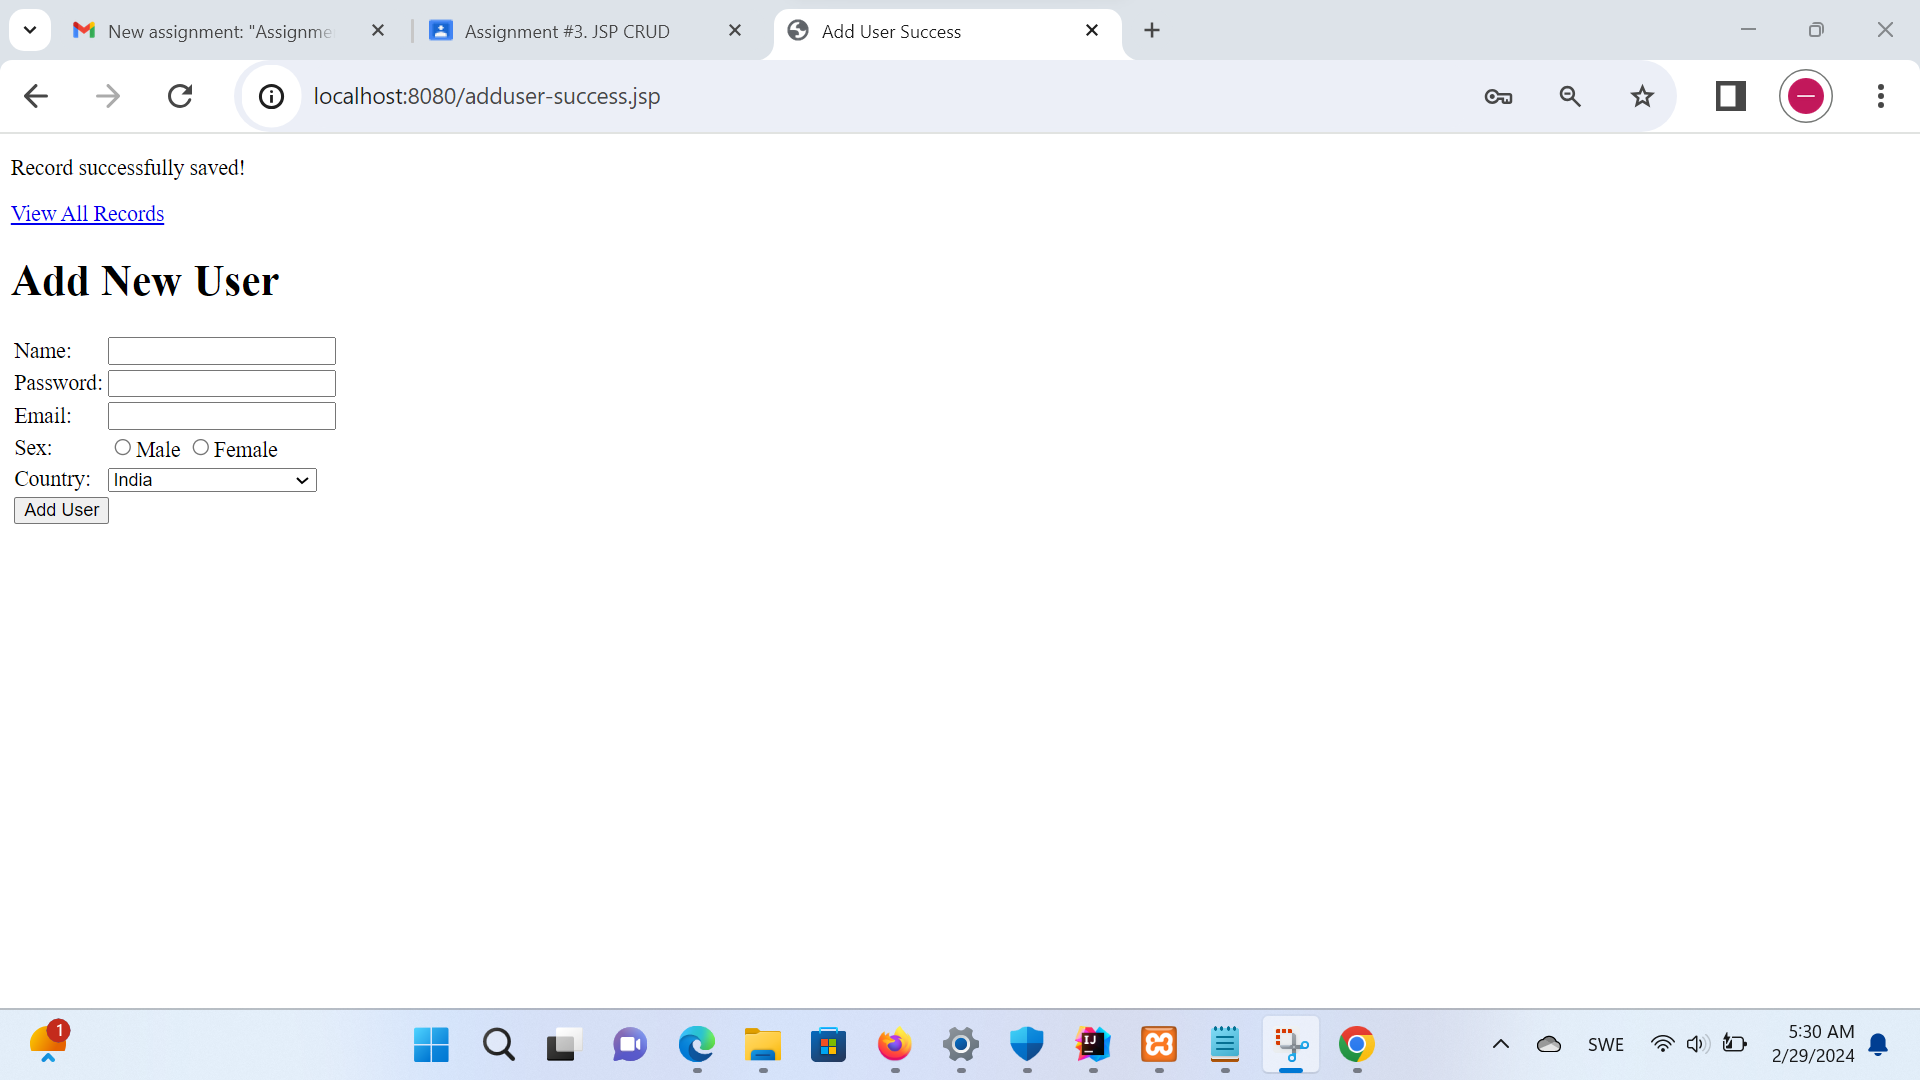 New assignment: "Assignme
Assignment #3. JSP CRUD
Add User Success
localhost:8080/adduser-success.jsp
Record successfully saved!
View All Records
Add New User
Name:
Password:
Email:
Sex: Male Female
Country: India
Add User
1
IJ
SWE
5:30 AM
2/29/2024